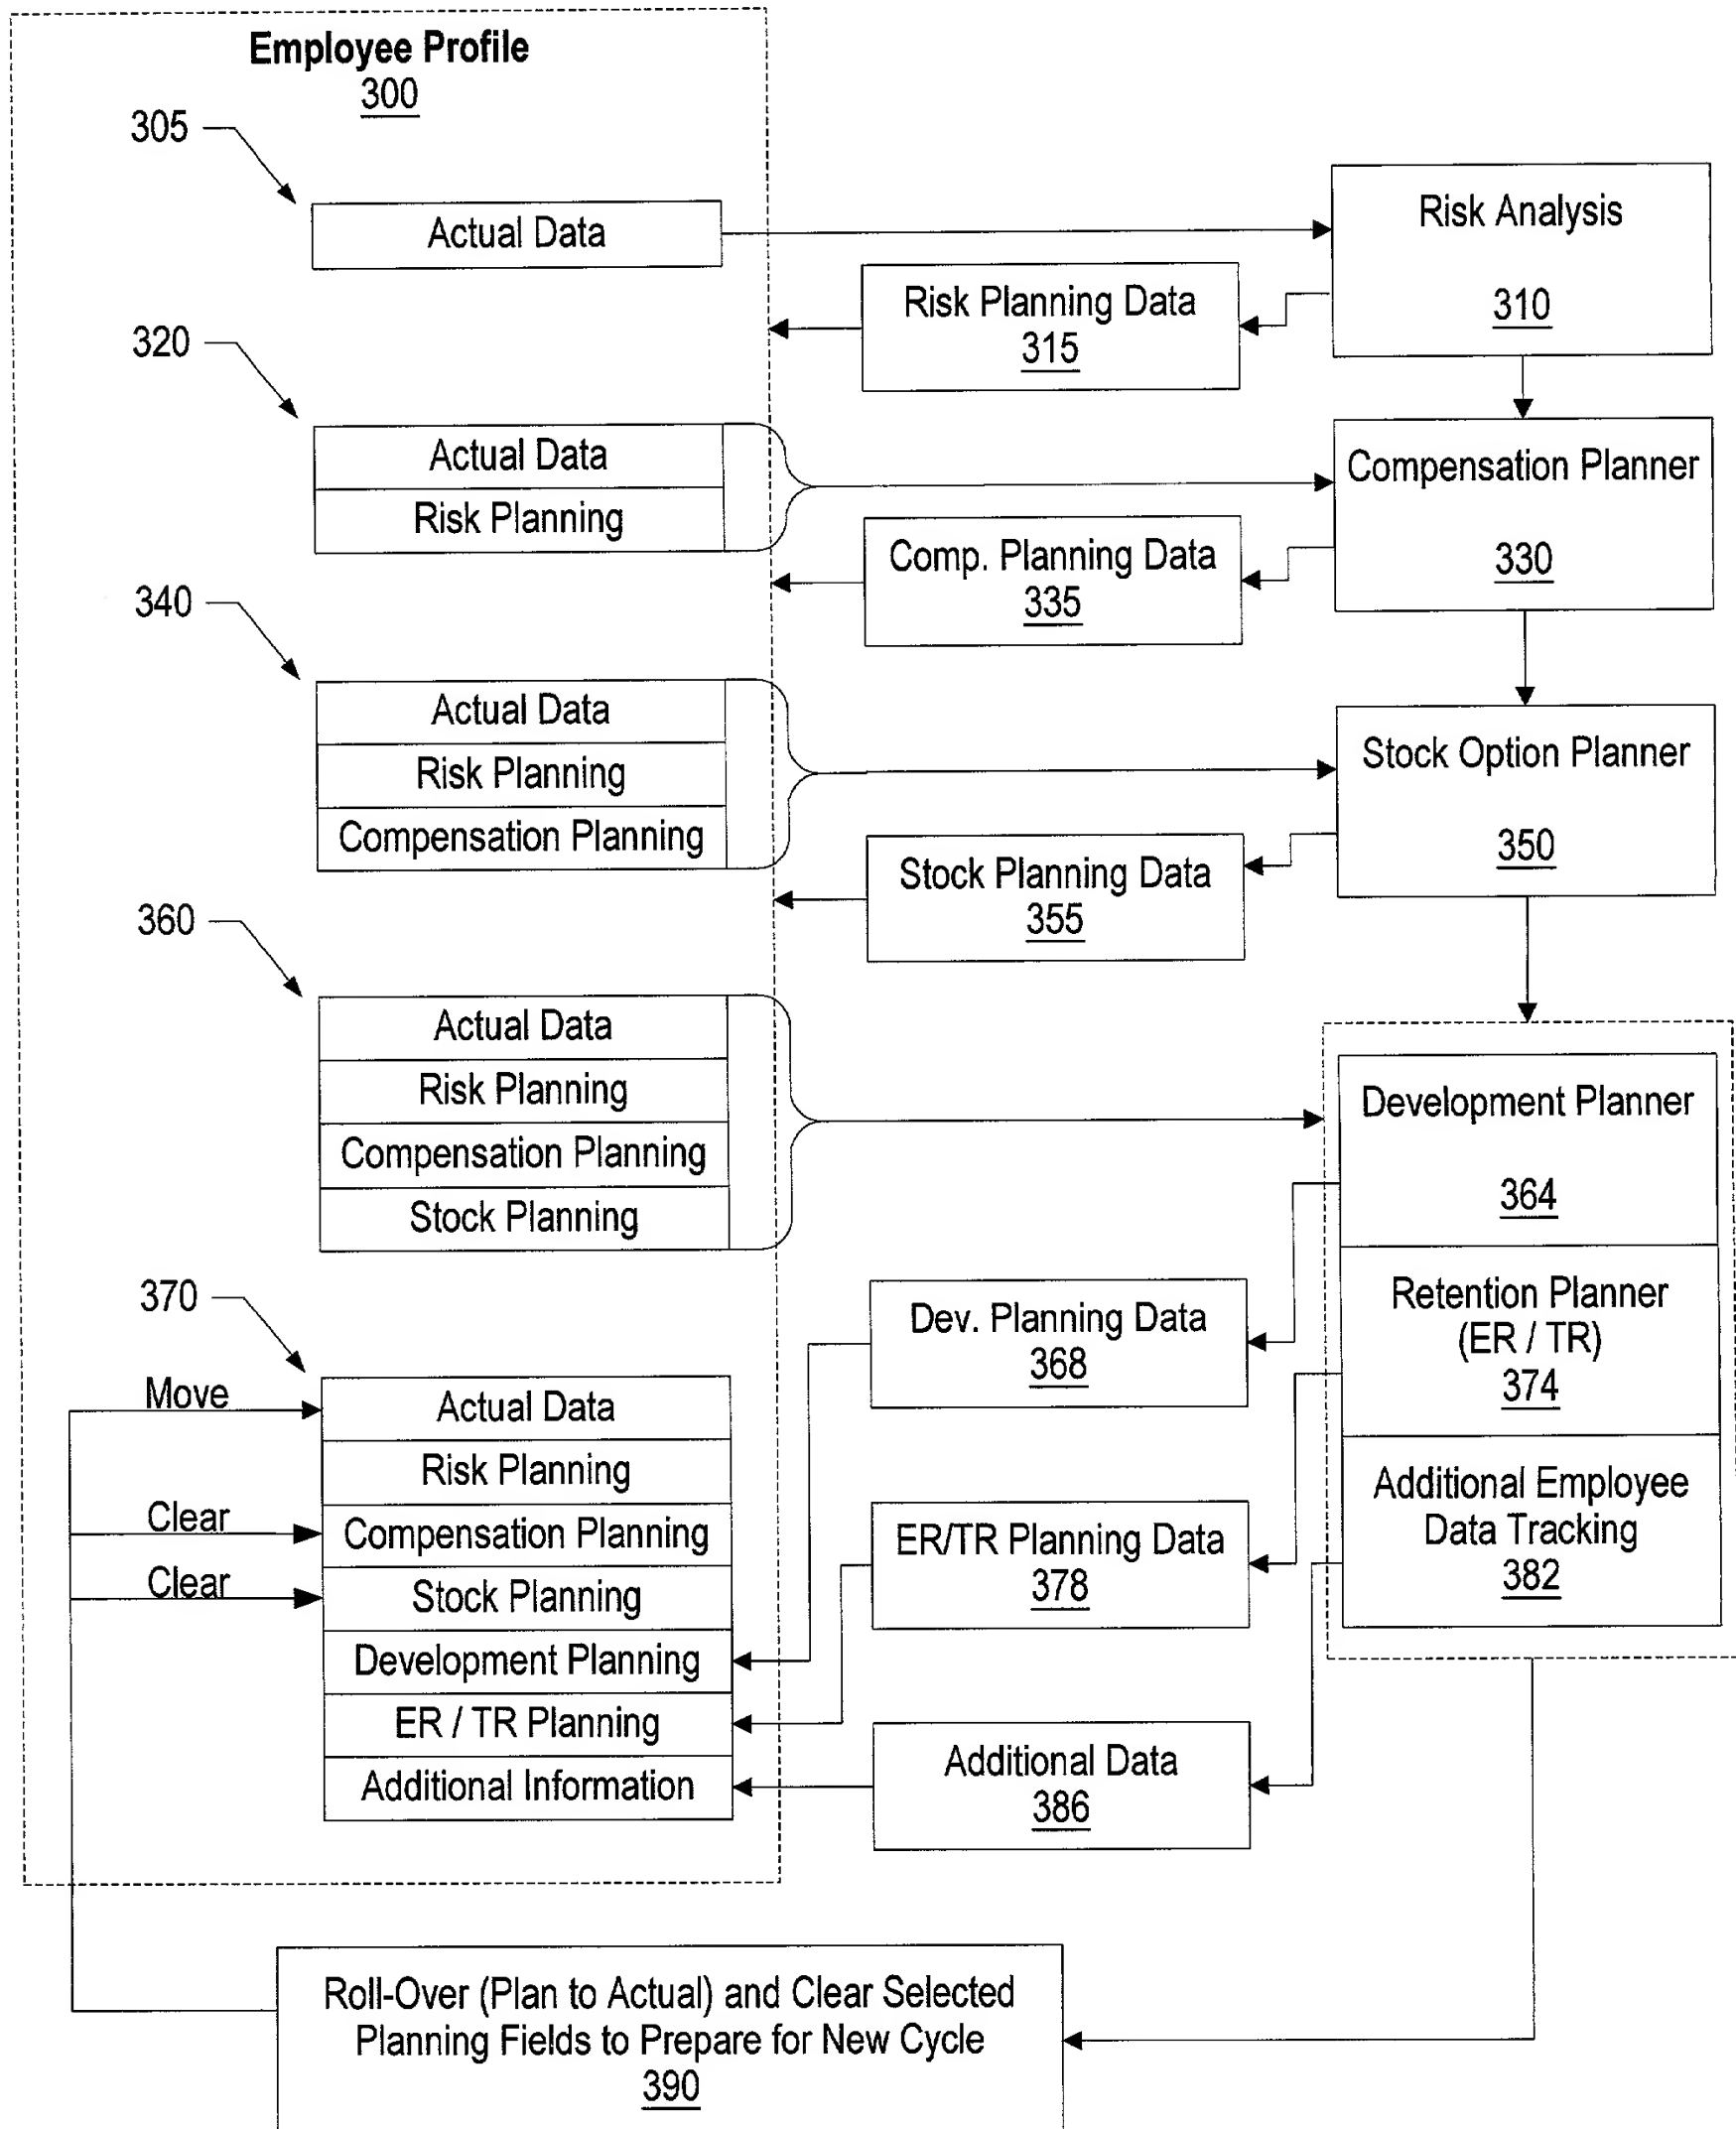 Employee Profile
300
305
Actual Data
Risk Analysis
310
Risk Planning Data
315
320
Actual Data
Risk Planning
Compensation Planner
330
Comp. Planning Data
335
340
Actual Data
Risk Planning
Compensation Planning
Stock Option Planner
350
Stock Planning Data
355
360
Actual Data
Risk Planning
Compensation Planning
Stock Planning
Development Planner
364
Retention Planner
(ER / TR)
374
Additional Employee
Data Tracking
382
Dev. Planning Data
368
ER/TR Planning Data
378
Additional Data
386
370
Move
Clear
Clear
Actual Data
Risk Planning
Compensation Planning
Stock Planning
Development Planning
ER / TR Planning
Additional Information
Roll-Over (Plan to Actual) and Clear Selected
Planning Fields to Prepare for New Cycle
390